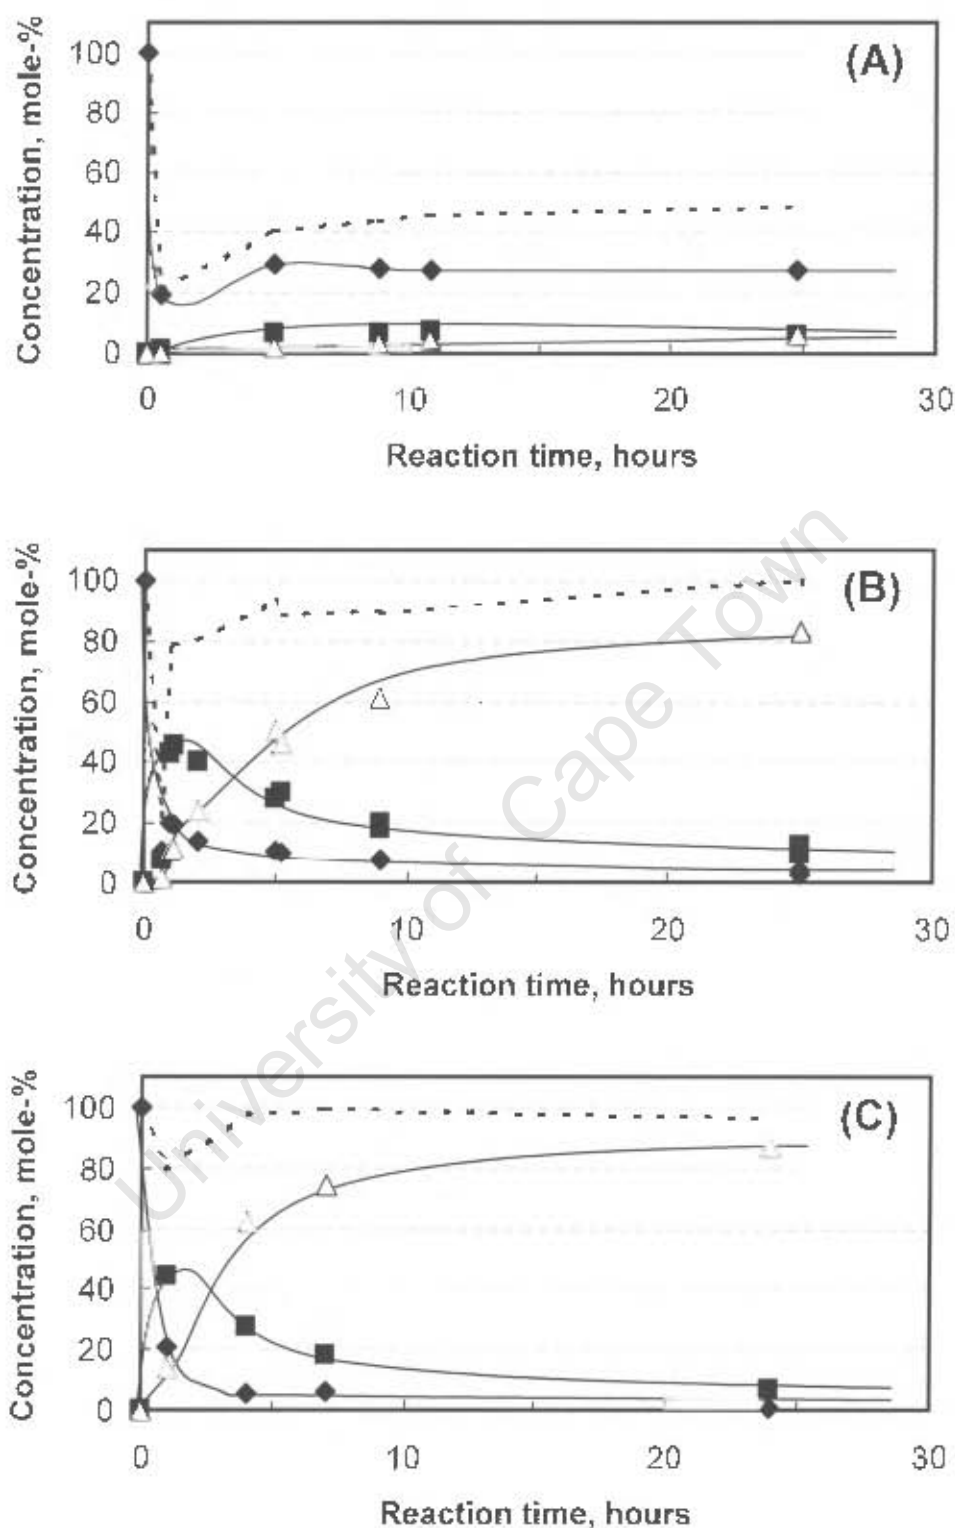 (A)
Concentration, mole-%
100
80
60
40
20
0
0 10 20 30
Reaction time, hours
(B)
Concentration, mole-%
100
80
60
40
20
0
0 10 20 30
Reaction time, hours
(C)
Concentration, mole-%
100
80
60
40
20
0
0 10 20 30
Reaction time, hours
University of Cape Town